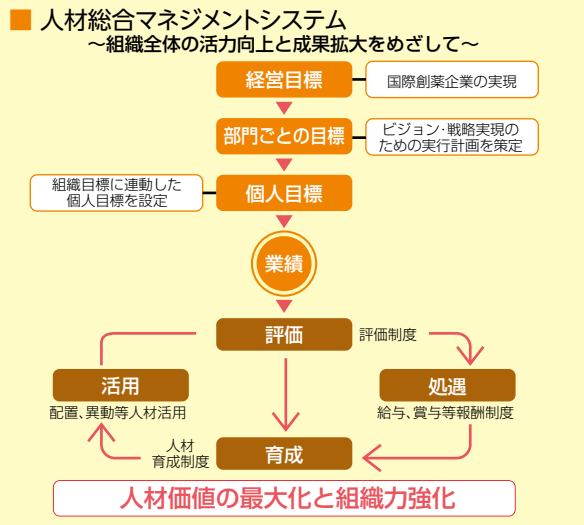 ■ 人材総合マネジメントシステム
～組織全体の活力向上と成果拡大をめざして～
経営目標
国際創薬企業の実現
部門ごとの目標
ビジョン･戦略実現の
ための実行計画を策定
組織目標に連動した
個人目標を設定
個人目標
業績
評価
評価制度
活用
配置、異動等人材活用
処遇
給与、賞与等報酬制度
人材
育成制度
育成
人材価値の最大化と組織力強化